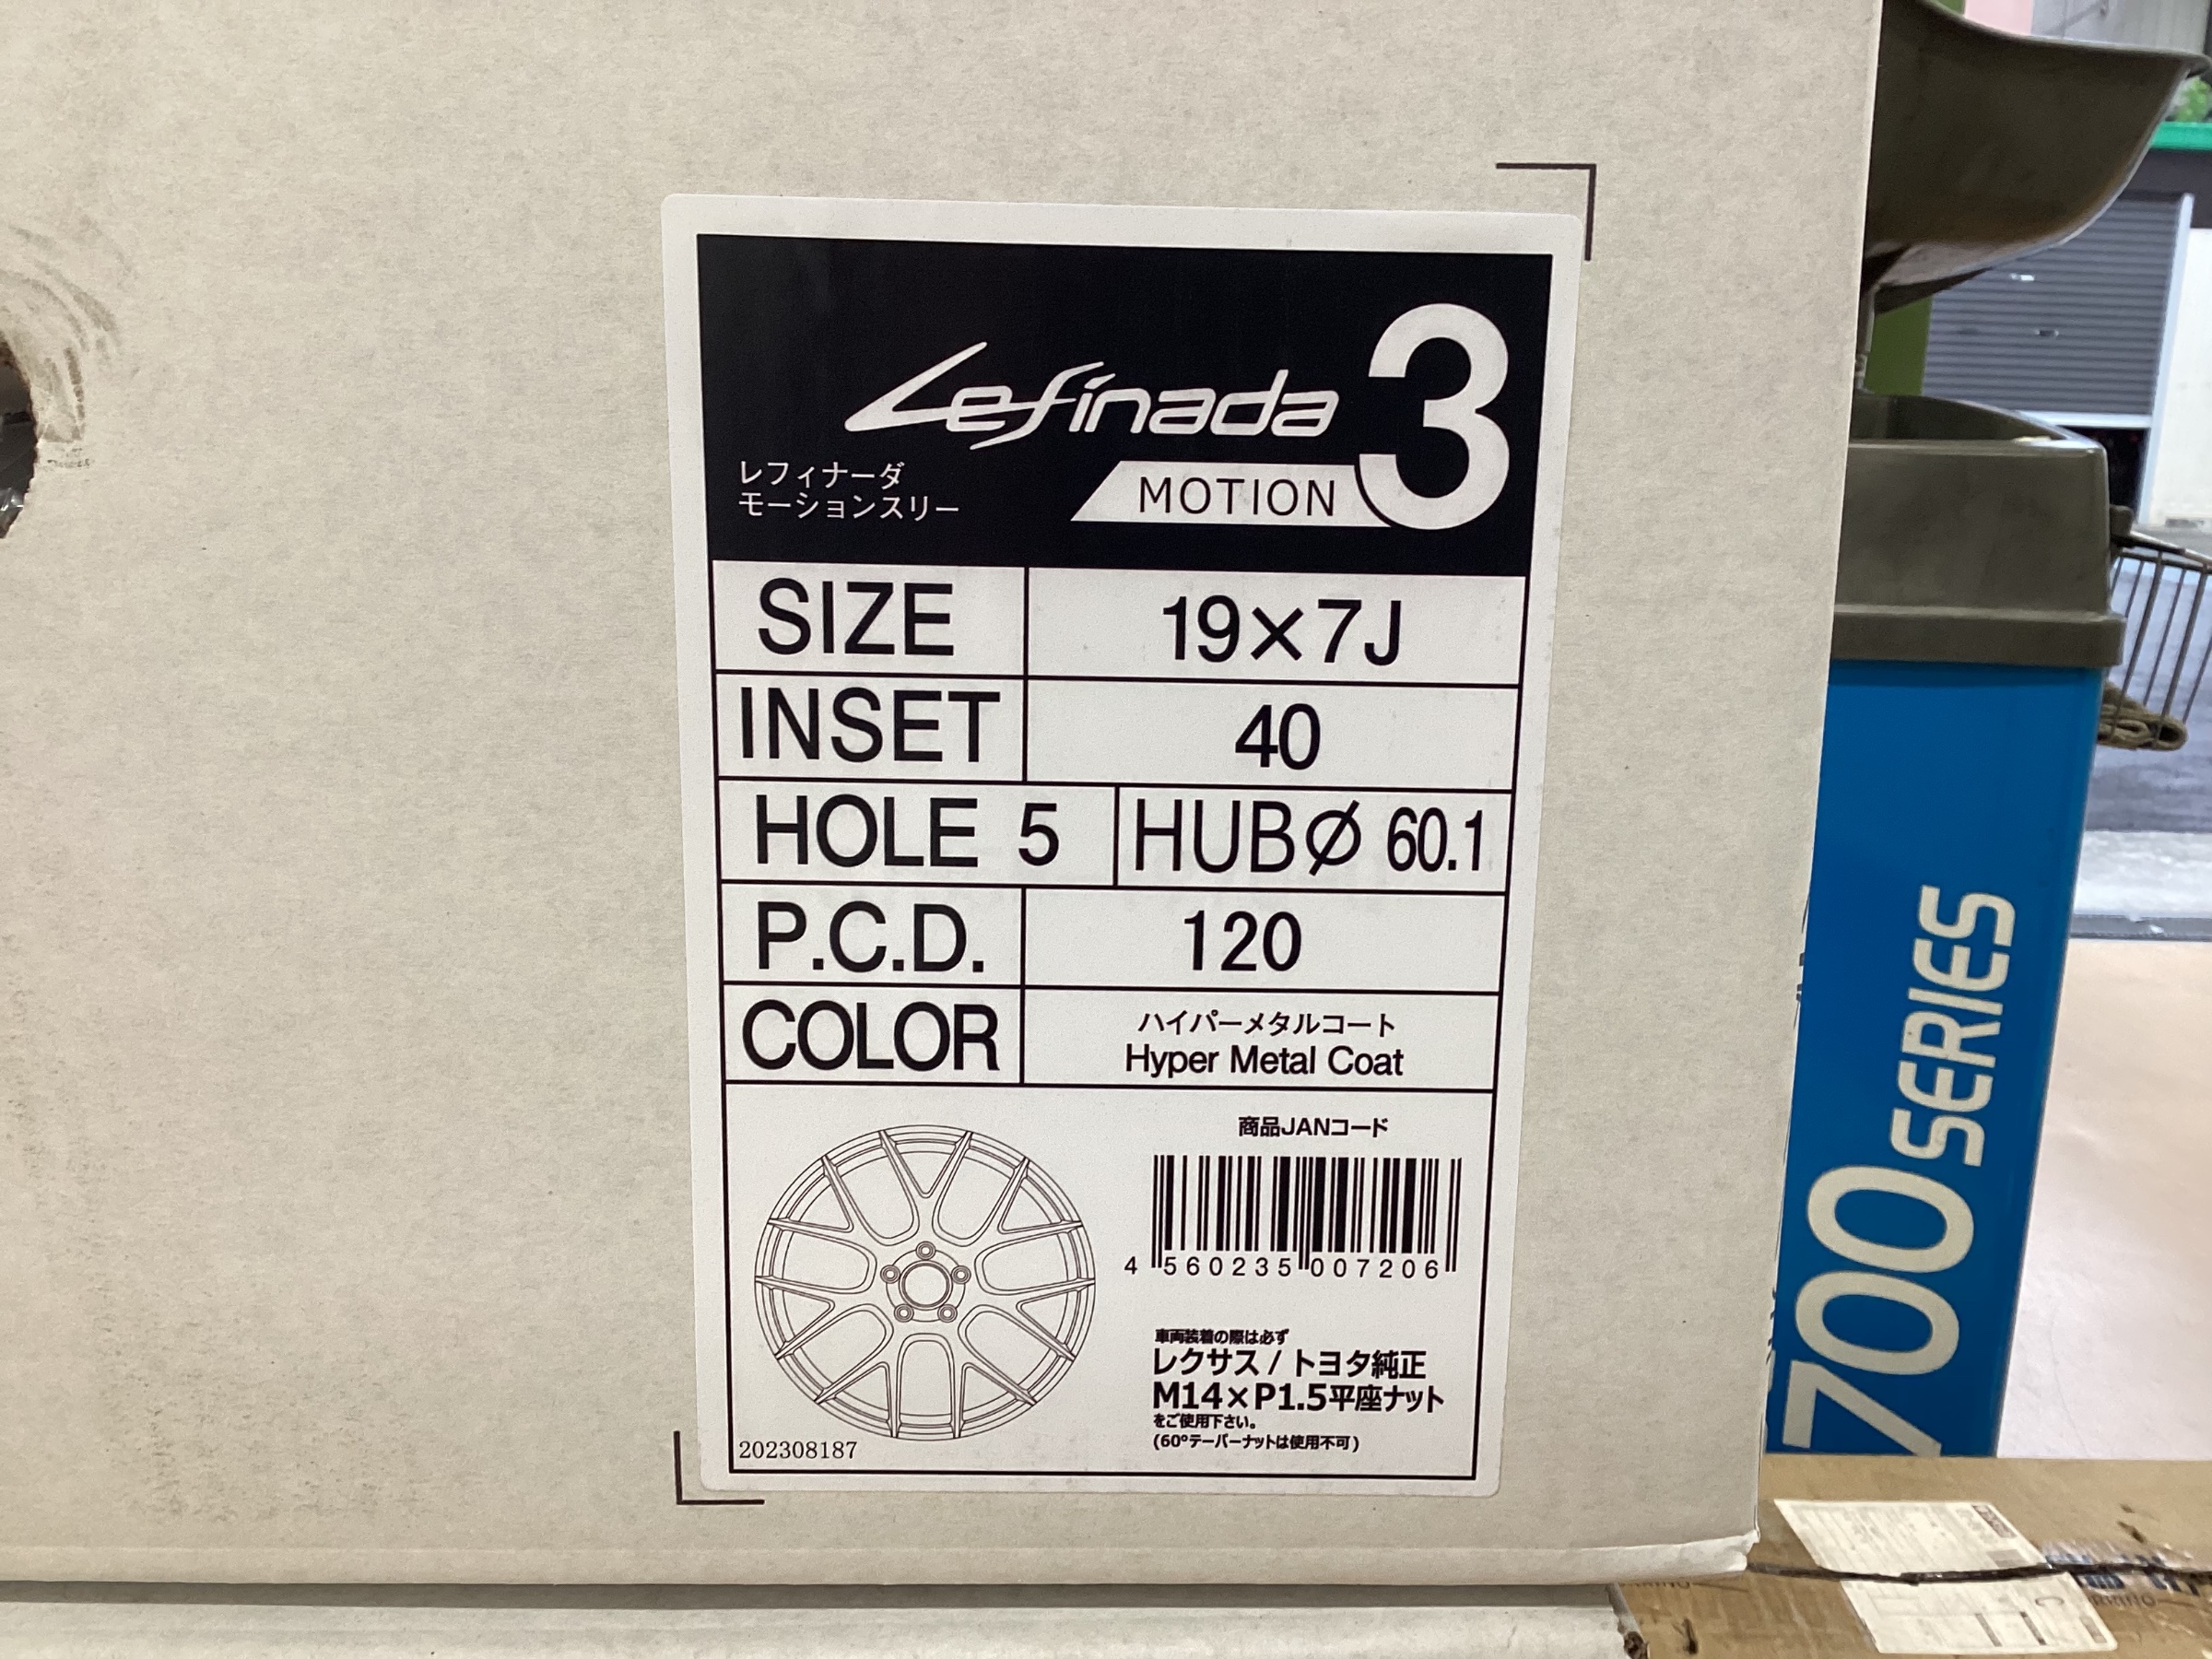 Lefinada 3
MOTION
レフィナーダ
モーションスリー
SIZE 19×7J
INSET 40
HOLE 5 HUBØ 60.1
P.C.D. 120
COLOR ハイパーメタルコート
Hyper Metal Coat
商品JANコード
4 560235 007206
車両装着の際は必ず
レクサス / トヨタ純正
M14×P1.5平座ナット
をご使用下さい。
(60°テーパーナットは使用不可)
202308187
700 SERIES